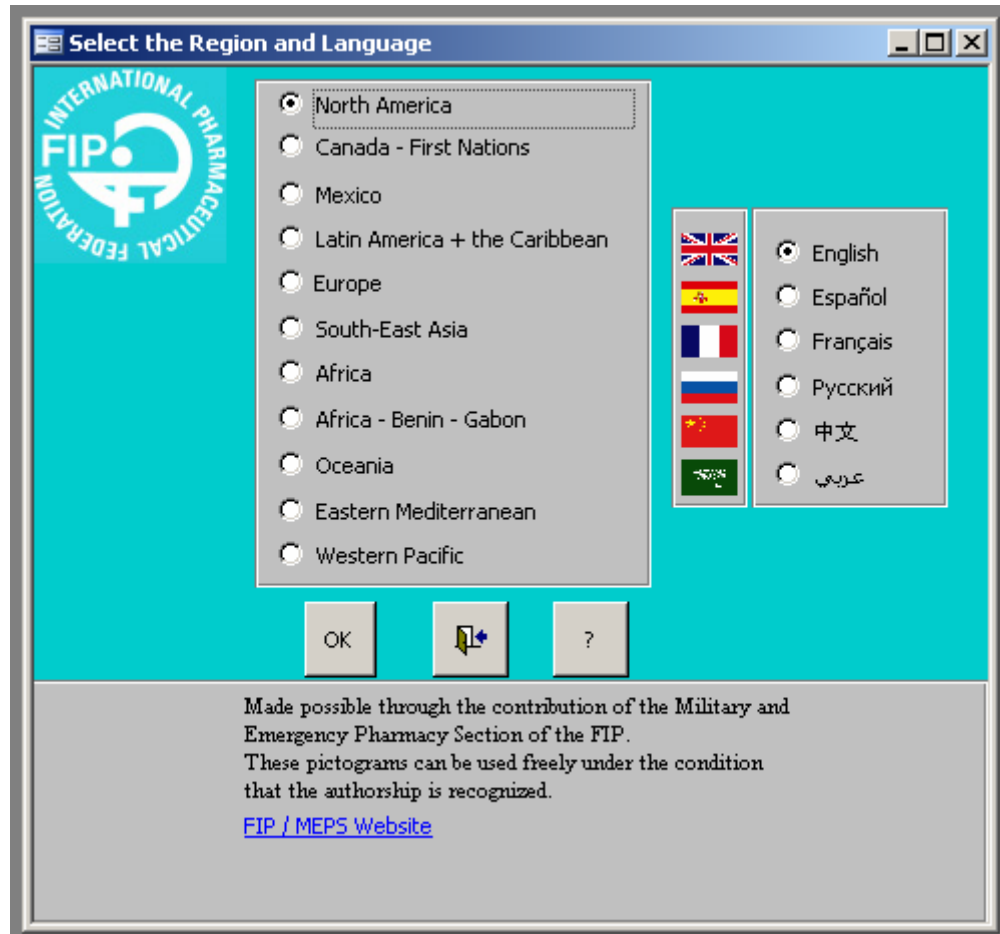 Select the Region and Language
INTERNATIONAL PHARMACEUTICAL FEDERATION
FIP
North America
Canada - First Nations
Mexico
Latin America + the Caribbean
Europe
South-East Asia
Africa
Africa - Benin - Gabon
Oceania
Eastern Mediterranean
Western Pacific
English
Español
Français
Русский
中文
عربي
OK
?
Made possible through the contribution of the Military and
Emergency Pharmacy Section of the FIP.
These pictograms can be used freely under the condition
that the authorship is recognized.
FIP / MEPS Website